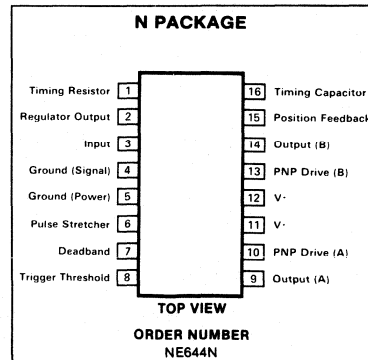 N PACKAGE
Timing Resistor 1
Regulator Output 2
Input 3
Ground (Signal) 4
Ground (Power) 5
Pulse Stretcher 6
Deadband 7
Trigger Threshold 8
16 Timing Capacitor
15 Position Feedback
14 Output (B)
13 PNP Drive (B)
12 V·
11 V·
10 PNP Drive (A)
9 Output (A)
TOP VIEW
ORDER NUMBER
NE644N